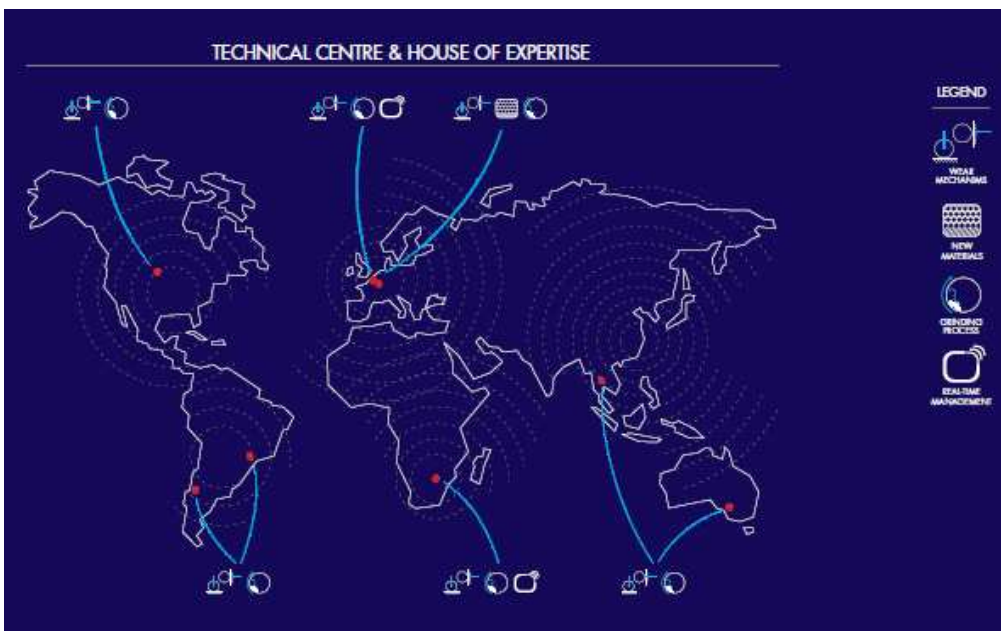 TECHNICAL CENTRE & HOUSE OF EXPERTISE
LEGEND
WEAR
MECHANISMS
NEW
MATERIALS
GRINDING
PROCESS
REAL-TIME
MANAGEMENT